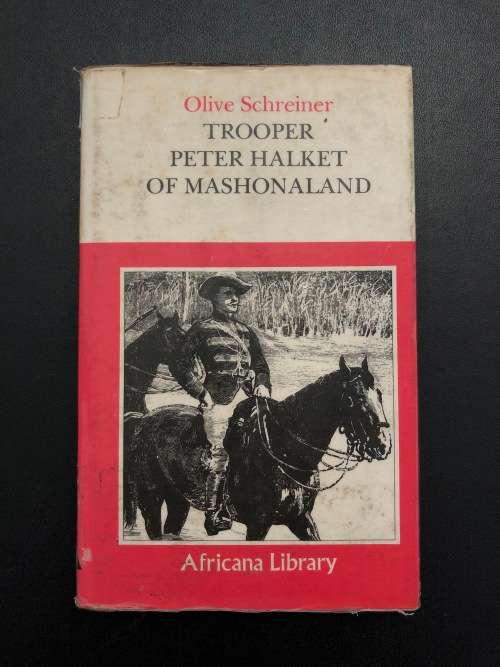 Olive Schreiner
TROOPER
PETER HALKET
OF MASHONALAND
Africana Library